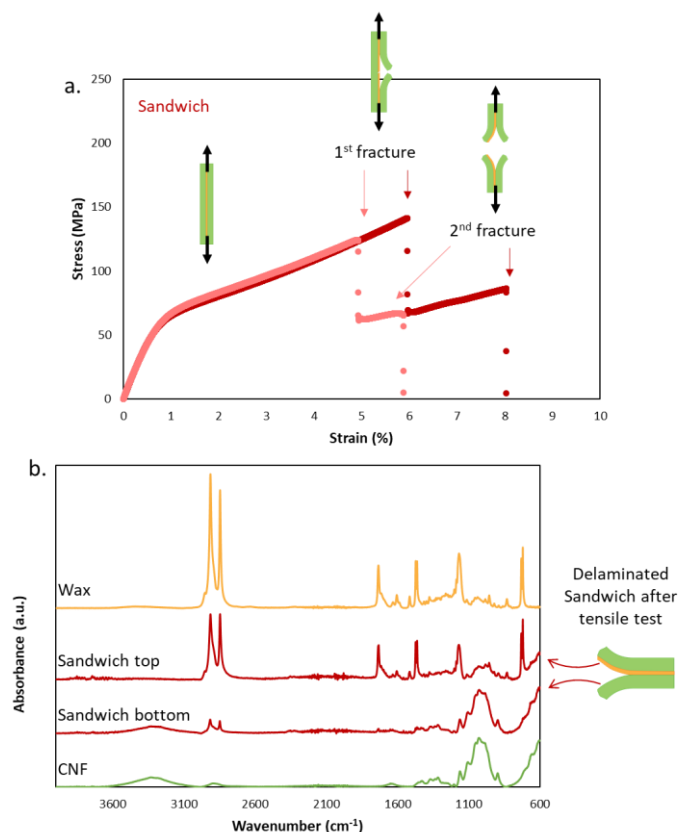 a.
Sandwich
1st fracture
2nd fracture
Stress (MPa)
250
200
150
100
50
0
0 1 2 3 4 5 6 7 8 9 10
Strain (%)
b.
Absorbance (a.u.)
Wax
Sandwich top
Sandwich bottom
CNF
Delaminated
Sandwich after
tensile test
3600 3100 2600 2100 1600 1100 600
Wavenumber (cm-1)